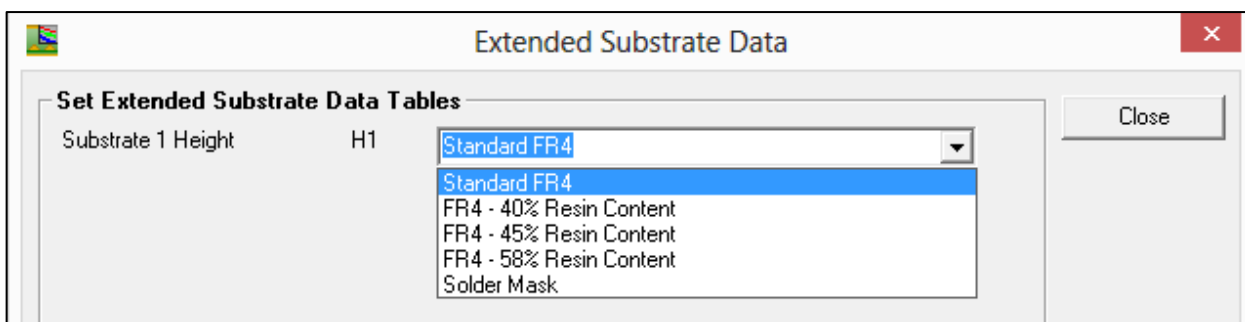 Extended Substrate Data
×
Set Extended Substrate Data Tables
Close
Substrate 1 Height H1 Standard FR4
Standard FR4
FR4 - 40% Resin Content
FR4 - 45% Resin Content
FR4 - 58% Resin Content
Solder Mask